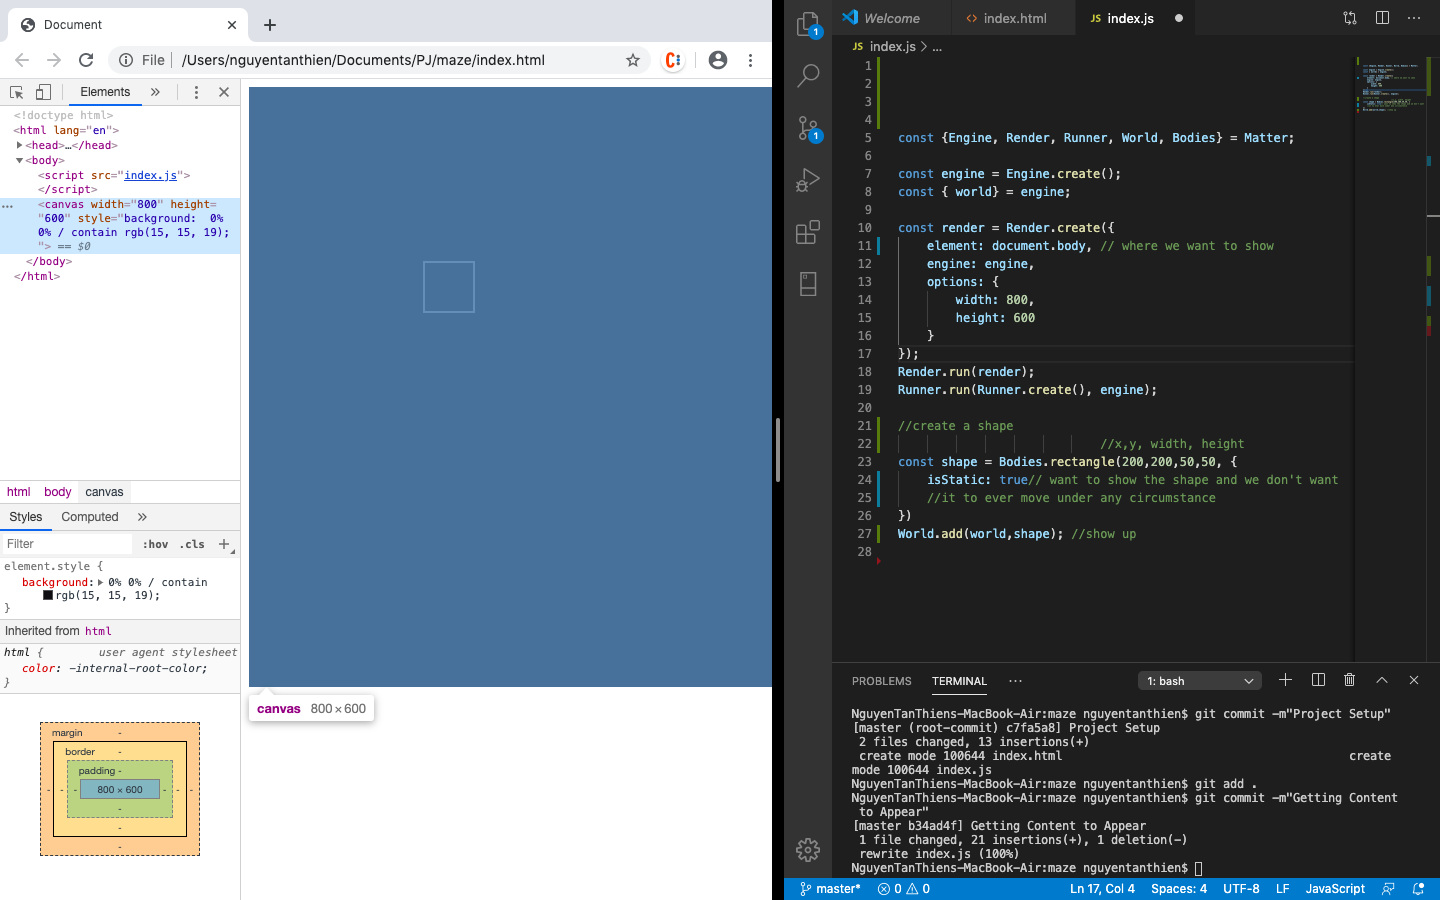 Document
File /Users/nguyentanthien/Documents/PJ/maze/index.html
Elements
<!doctype html>
<html lang="en">
<head>…</head>
<body>
<script src="index.js">
</script>
<canvas width="800" height=
"600" style="background: 0%
0% / contain rgb(15, 15, 19);
"> == $0
</body>
</html>
html body canvas
Styles Computed
Filter :hov .cls +
element.style {
background: 0% 0% / contain
rgb(15, 15, 19);
}
Inherited from html
html { user agent stylesheet
color: -internal-root-color;
}
margin -
border -
padding -
- - - 800 × 600 - - -
-
-
-
canvas 800 × 600
Welcome index.html JS index.js
JS index.js > ...
1
2
3
4
5 const {Engine, Render, Runner, World, Bodies} = Matter;
6
7 const engine = Engine.create();
8 const { world} = engine;
9
10 const render = Render.create({
11 element: document.body, // where we want to show
12 engine: engine,
13 options: {
14 width: 800,
15 height: 600
16 }
17 });
18 Render.run(render);
19 Runner.run(Runner.create(), engine);
20
21 //create a shape
22 //x,y, width, height
23 const shape = Bodies.rectangle(200,200,50,50, {
24 isStatic: true// want to show the shape and we don't want
25 //it to ever move under any circumstance
26 })
27 World.add(world,shape); //show up
28
PROBLEMS TERMINAL ... 1: bash
NguyenTanThiens-MacBook-Air:maze nguyentanthien$ git commit -m"Project Setup"
[master (root-commit) c7fa5a8] Project Setup
2 files changed, 13 insertions(+)
create mode 100644 index.html create
mode 100644 index.js
NguyenTanThiens-MacBook-Air:maze nguyentanthien$ git add .
NguyenTanThiens-MacBook-Air:maze nguyentanthien$ git commit -m"Getting Content
to Appear"
[master b34ad4f] Getting Content to Appear
1 file changed, 21 insertions(+), 1 deletion(-)
rewrite index.js (100%)
NguyenTanThiens-MacBook-Air:maze nguyentanthien$
1
1
master* 0 0 Ln 17, Col 4 Spaces: 4 UTF-8 LF JavaScript